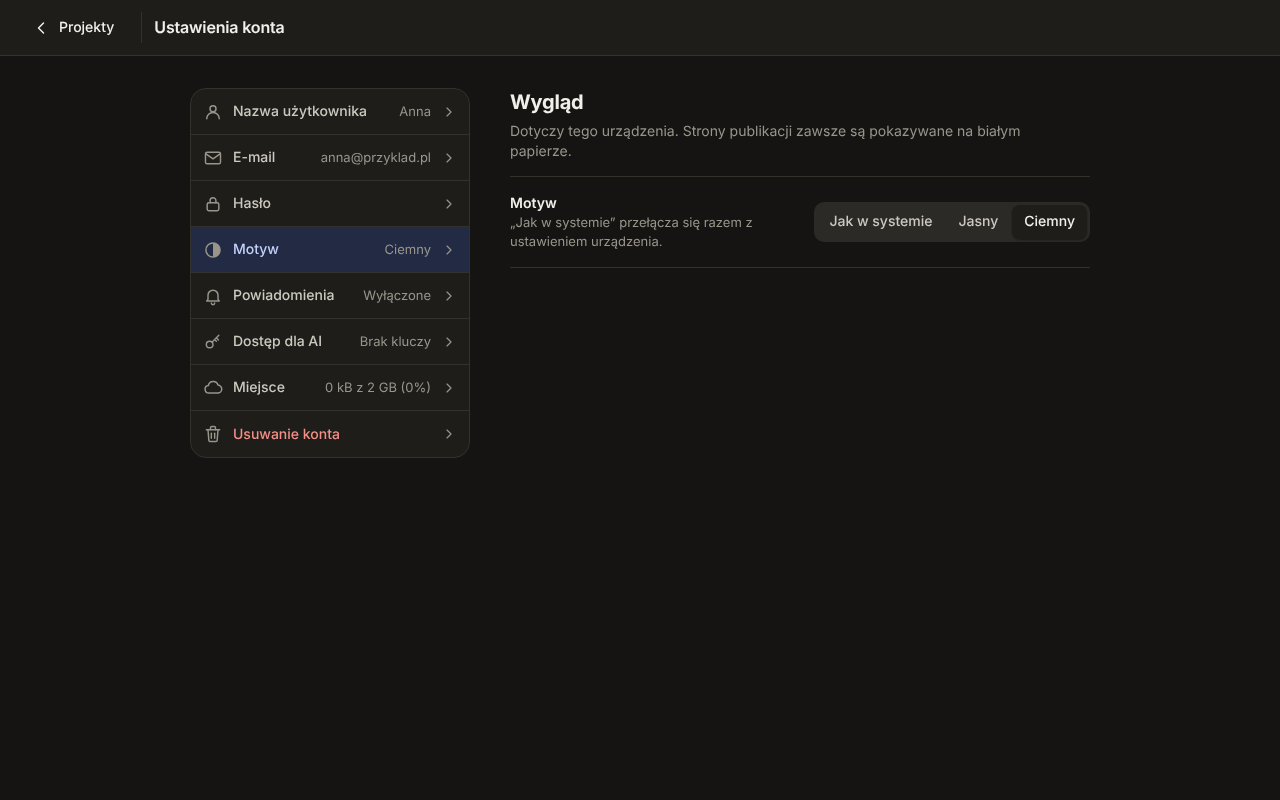 Projekty
Ustawienia konta
Nazwa użytkownika Anna
E-mail anna@przyklad.pl
Hasło
Motyw Ciemny
Powiadomienia Wyłączone
Dostęp dla AI Brak kluczy
Miejsce 0 kB z 2 GB (0%)
Usuwanie konta
Wygląd
Dotyczy tego urządzenia. Strony publikacji zawsze są pokazywane na białym
papierze.
Motyw
„Jak w systemie” przełącza się razem z
ustawieniem urządzenia.
Jak w systemie Jasny Ciemny